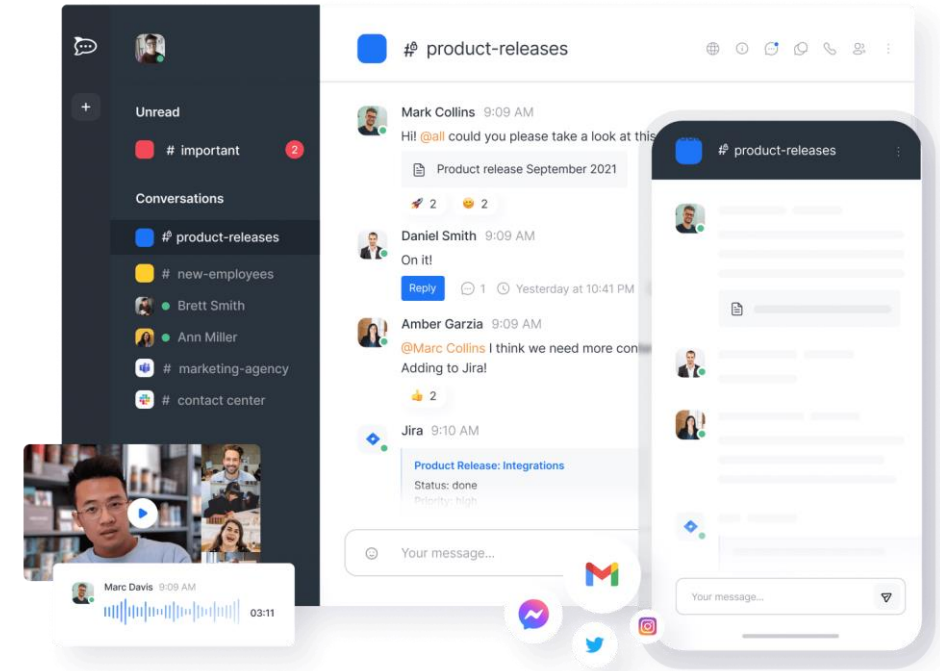 # product-releases
Unread
# important
2
Conversations
# product-releases
# new-employees
Brett Smith
Ann Miller
# marketing-agency
# contact center
Mark Collins 9:09 AM
Hi! @all could you please take a look at this
Product release September 2021
2
2
Daniel Smith 9:09 AM
On it!
Reply 1 Yesterday at 10:41 PM
Amber Garzia 9:09 AM
@Marc Collins I think we need more
Adding to Jira!
2
Jira 9:10 AM
Product Release: Integrations
Status: done
Priority: high
Your message...
Marc Davis 9:09 AM
03:11
# product-releases
Your message...